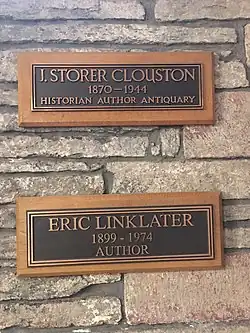 J. STORER CLOUSTON
1870 – 1944
HISTORIAN AUTHOR ANTIQUARY
ERIC LINKLATER
1899 - 1974
AUTHOR